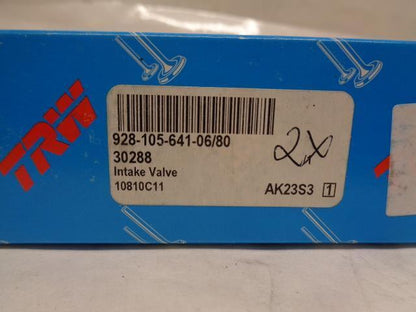 TRW
928-105-641-06/80
30288
Intake Valve
10810C11
AK23S3 1
2x